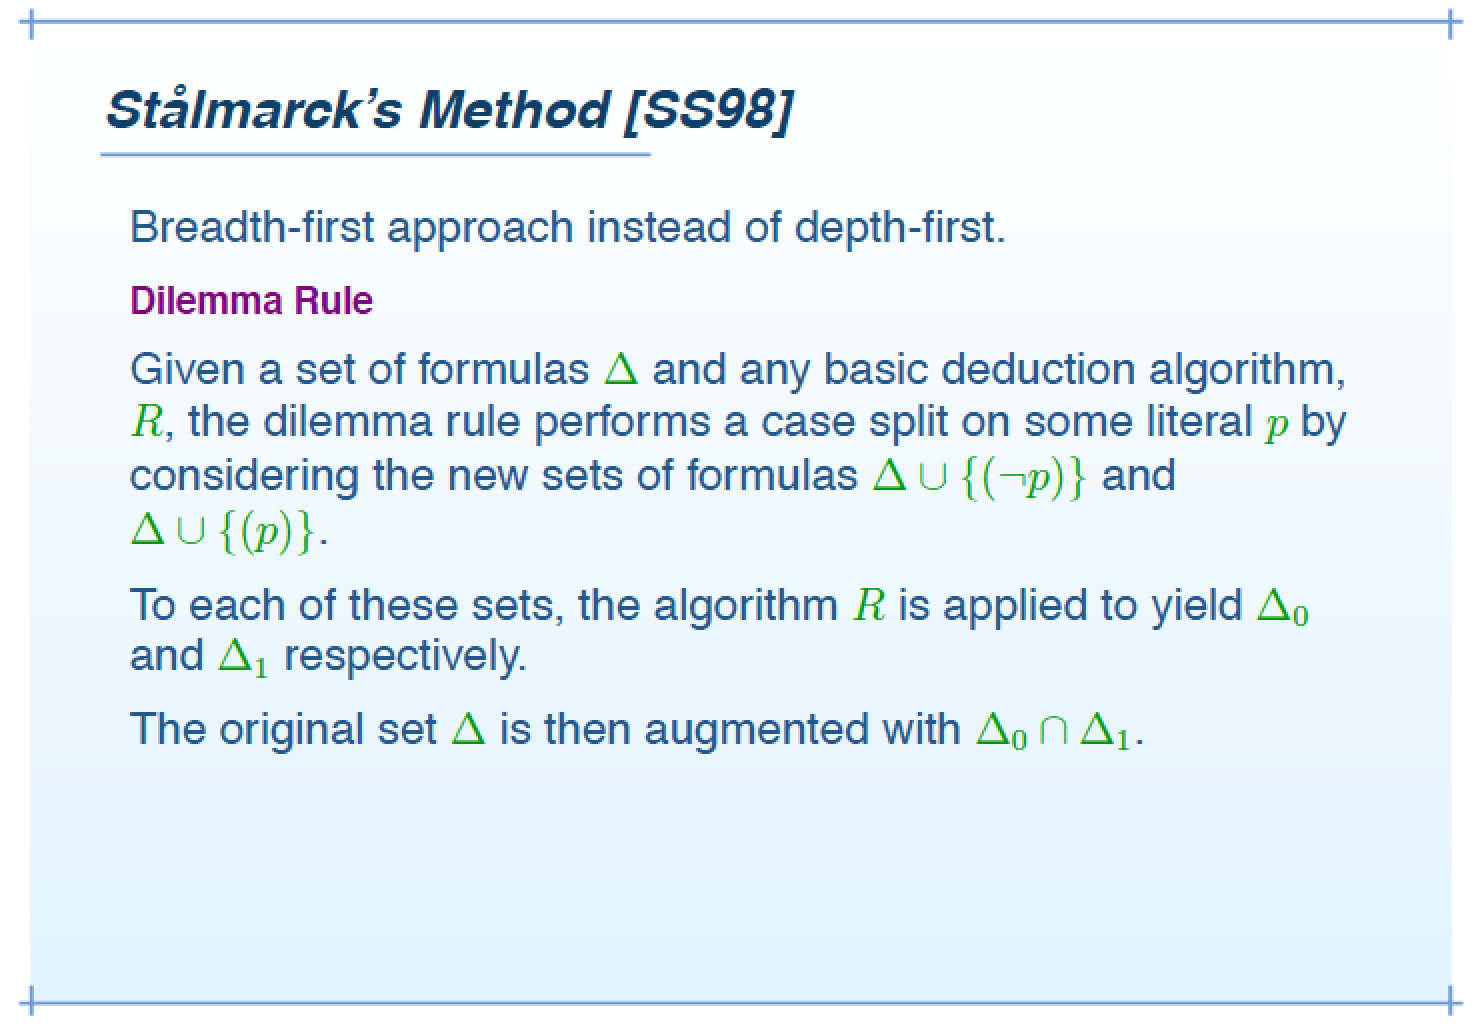 Stålmarck’s Method [SS98]
Breadth-first approach instead of depth-first.
Dilemma Rule
Given a set of formulas Δ and any basic deduction algorithm,
R, the dilemma rule performs a case split on some literal p by
considering the new sets of formulas Δ ∪ {(¬p)} and
Δ ∪ {(p)}.
To each of these sets, the algorithm R is applied to yield Δ₀
and Δ₁ respectively.
The original set Δ is then augmented with Δ₀ ∩ Δ₁.